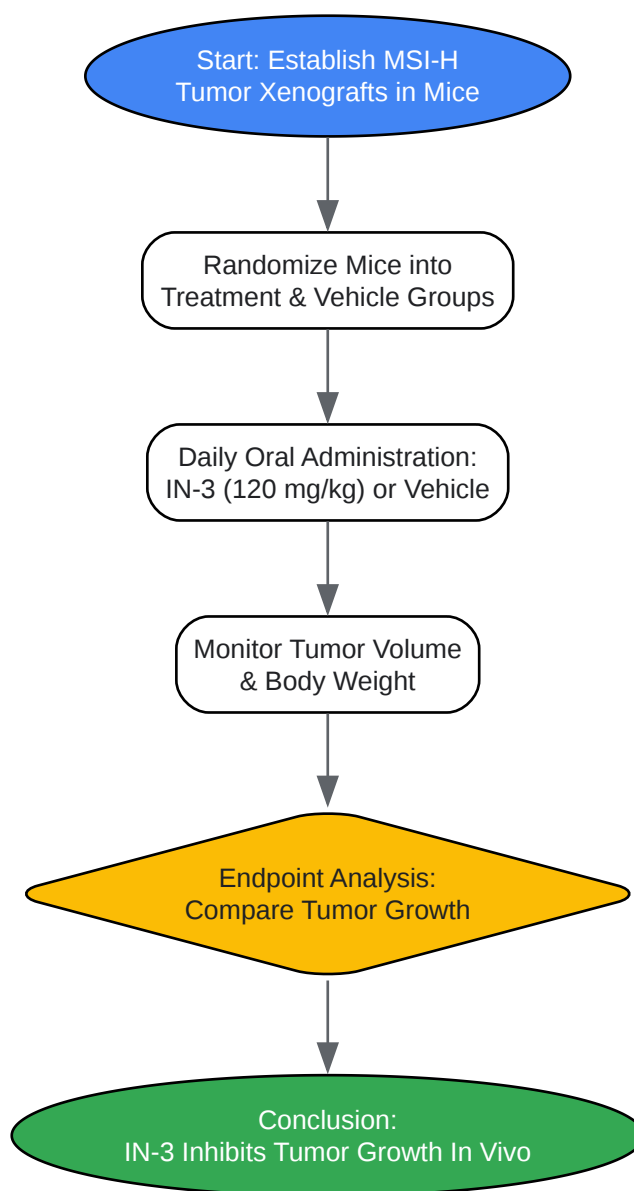 Start: Establish MSI-H
Tumor Xenografts in Mice
Randomize Mice into
Treatment & Vehicle Groups
Daily Oral Administration:
IN-3 (120 mg/kg) or Vehicle
Monitor Tumor Volume
& Body Weight
Endpoint Analysis:
Compare Tumor Growth
Conclusion:
IN-3 Inhibits Tumor Growth In Vivo